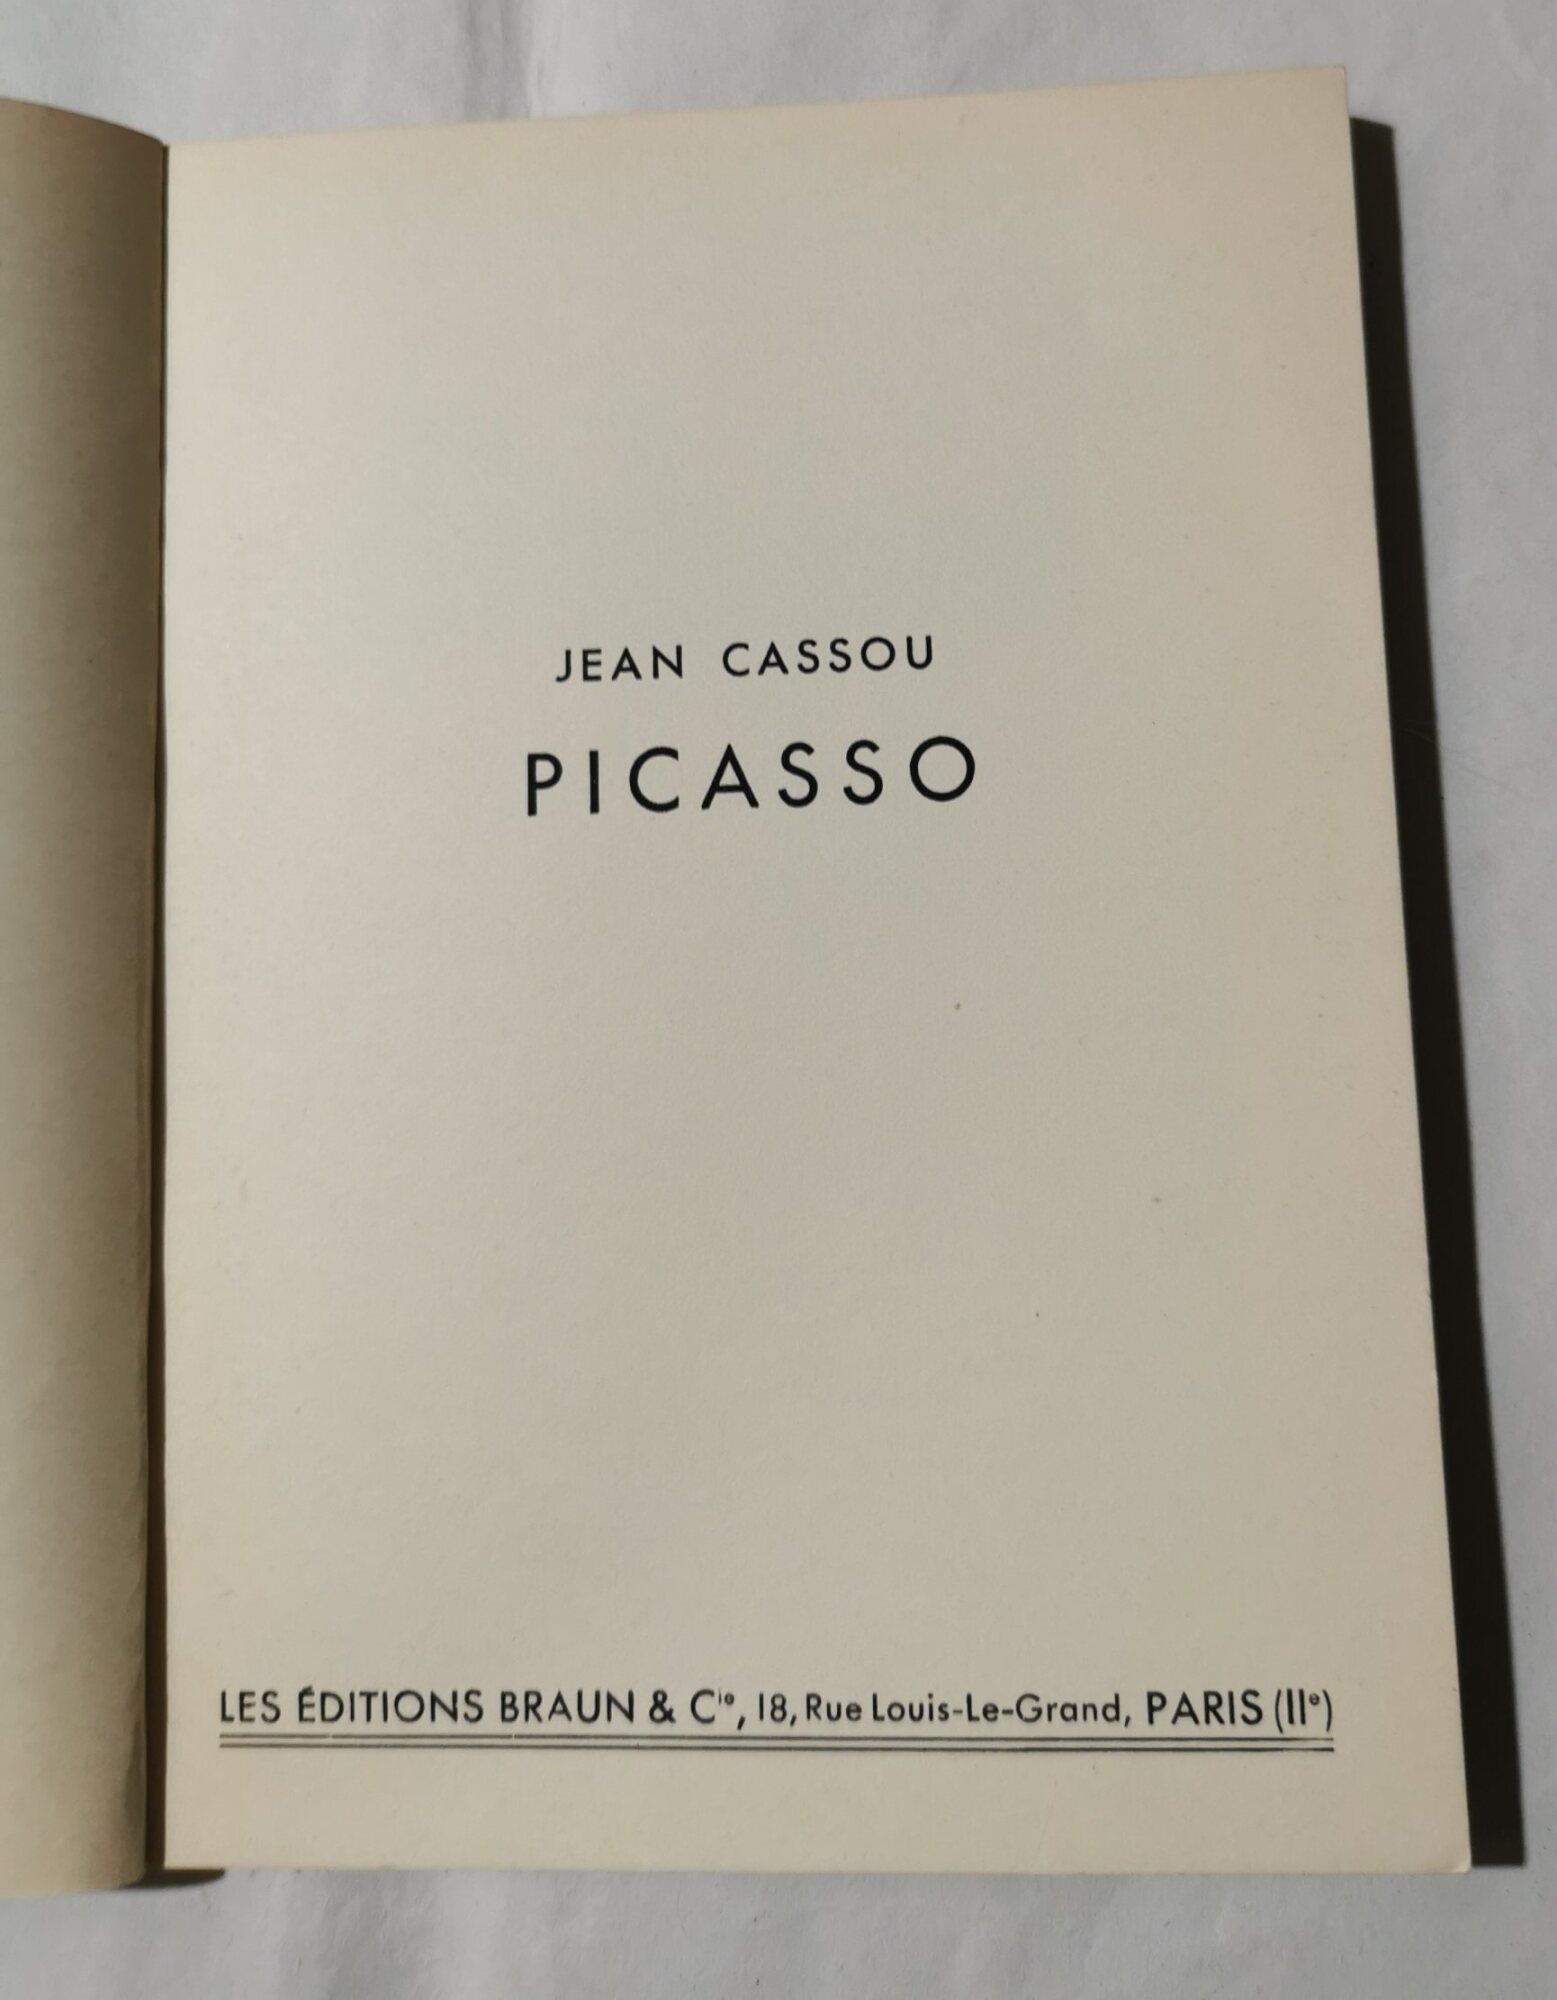 JEAN CASSOU
PICASSO
LES ÉDITIONS BRAUN & Cie, 18, Rue Louis-Le-Grand, PARIS (IIe)